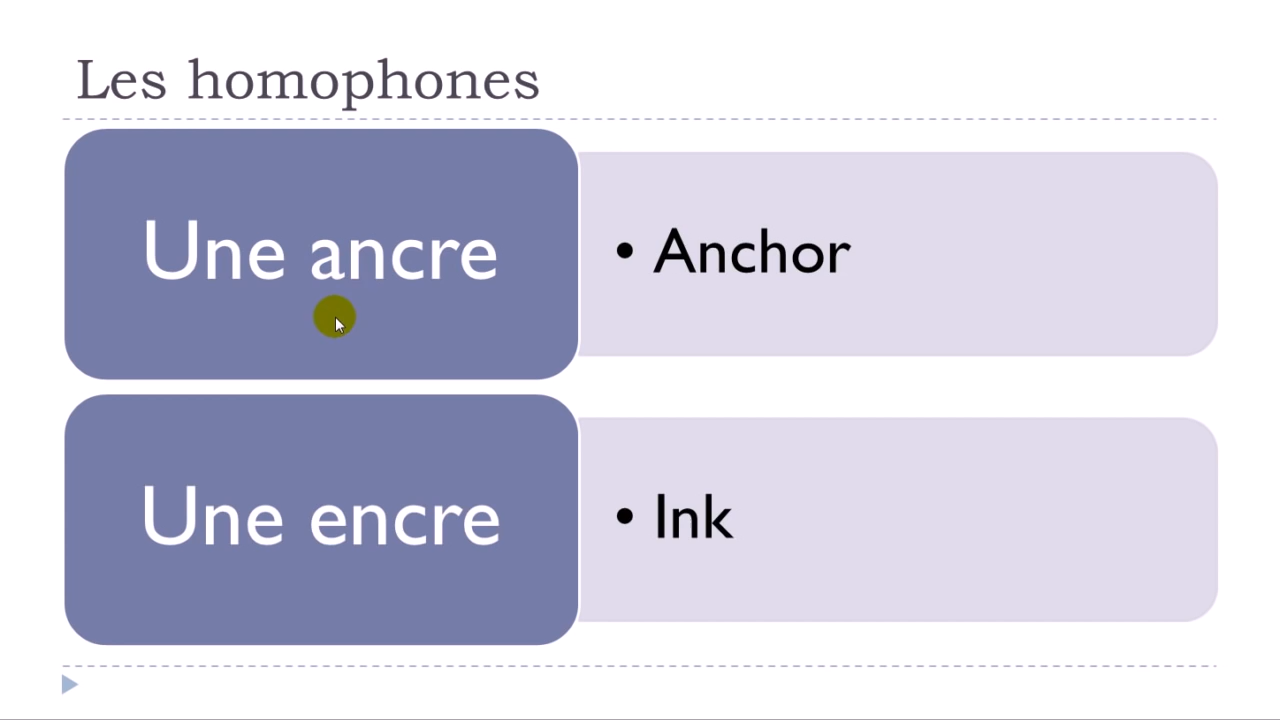 Les homophones
Une ancre
• Anchor
Une encre
• Ink